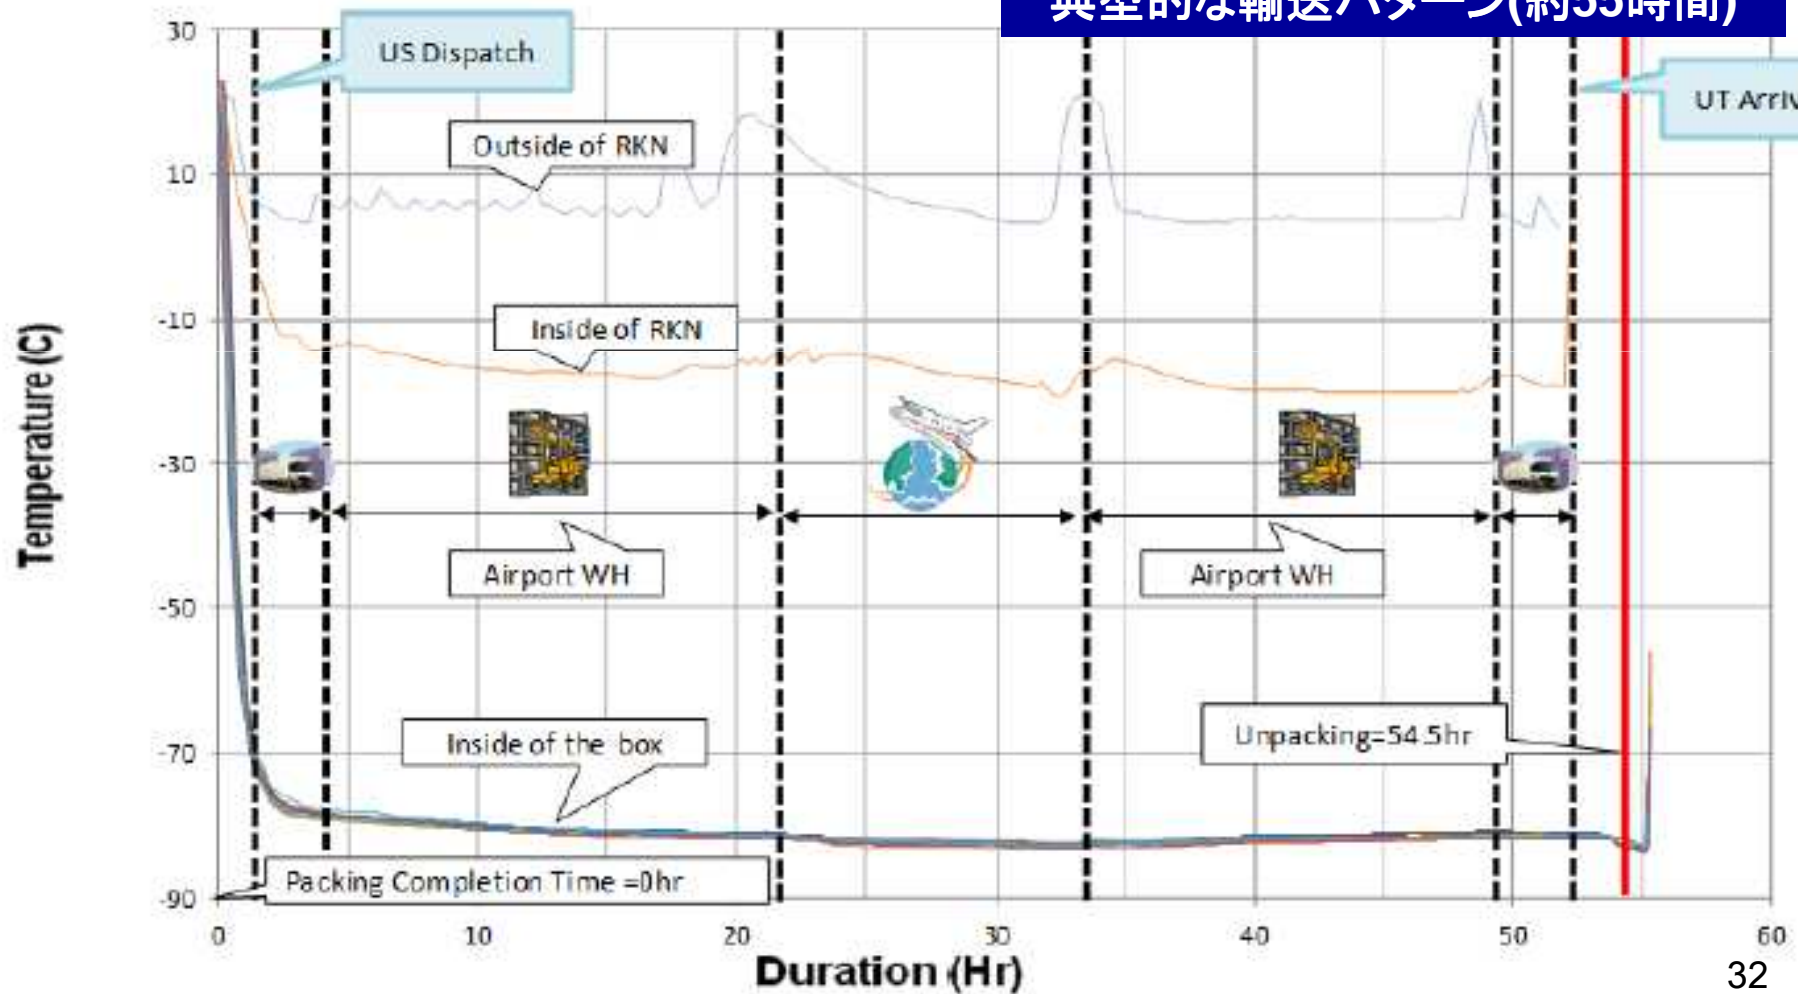 典型的な輸送パターン(約55時間)
30
10
-10
-30
-50
-70
-90
Temperature (C)
US Dispatch
UT Arriv
Outside of RKN
Inside of RKN
Airport WH
Airport WH
Inside of the box
Unpacking=54.5hr
Packing Completion Time =0hr
0
10
20
30
40
50
60
Duration (Hr)
32